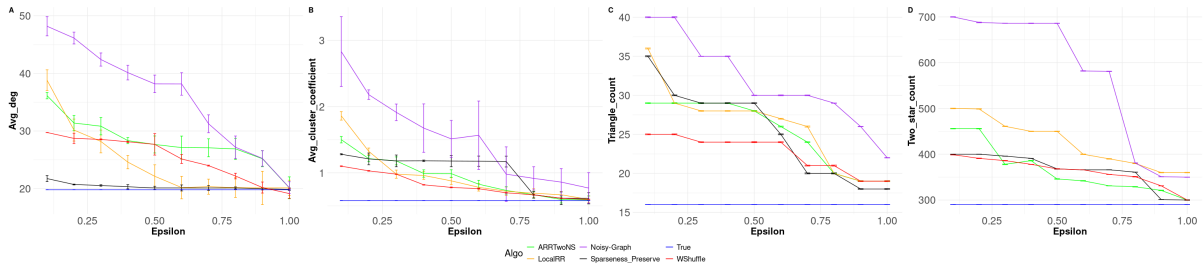 A
50
40
30
20
Avg_deg
0.25
0.50
0.75
1.00
Epsilon
B
3
2
1
Avg_cluster_coefficient
0.25
0.50
0.75
1.00
Epsilon
C
40
35
30
25
20
15
Triangle_count
0.25
0.50
0.75
1.00
Epsilon
D
700
600
500
400
300
Two_star_count
0.25
0.50
0.75
1.00
Epsilon
Algo
ARRTwoNS
Noisy-Graph
True
LocalRR
Sparseness_Preserve
WShuffle